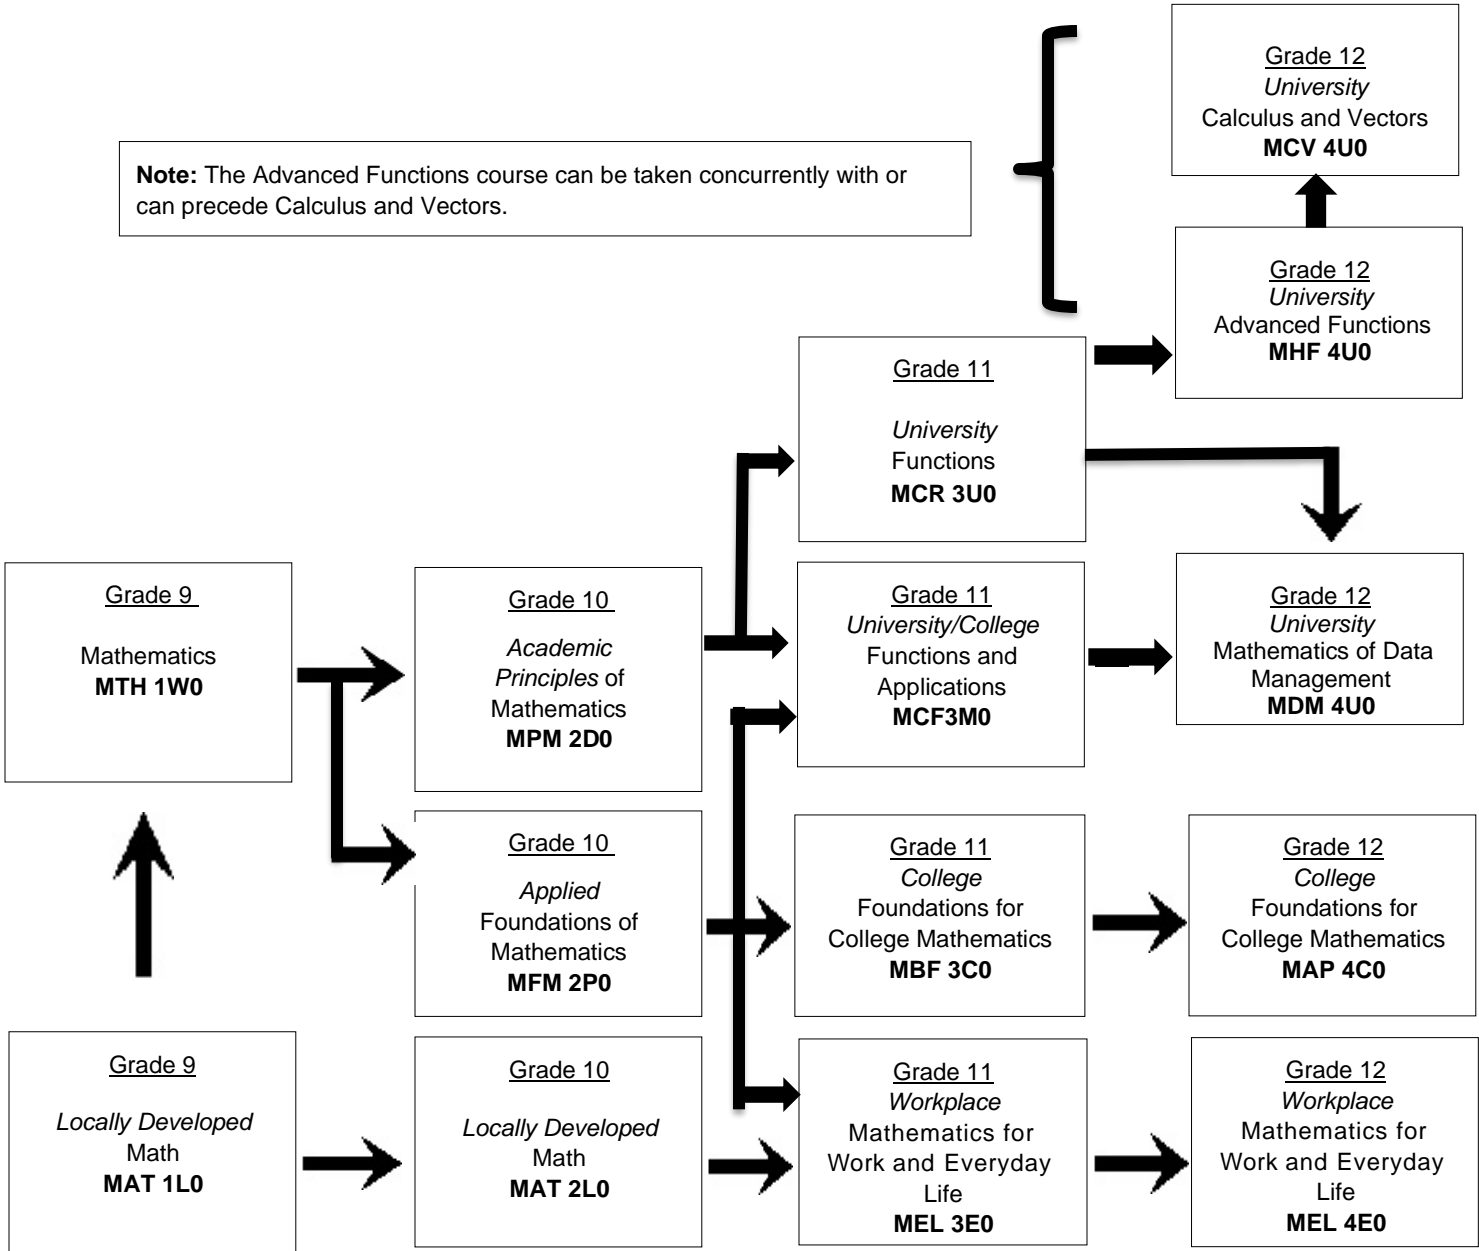 Note: The Advanced Functions course can be taken concurrently with or
can precede Calculus and Vectors.
Grade 12
University
Calculus and Vectors
MCV 4U0
Grade 12
University
Advanced Functions
MHF 4U0
Grade 11
University
Functions
MCR 3U0
Grade 9
Mathematics
MTH 1W0
Grade 10
Academic
Principles of
Mathematics
MPM 2D0
Grade 11
University/College
Functions and
Applications
MCF3M0
Grade 12
University
Mathematics of Data
Management
MDM 4U0
Grade 10
Applied
Foundations of
Mathematics
MFM 2P0
Grade 11
College
Foundations for
College Mathematics
MBF 3C0
Grade 12
College
Foundations for
College Mathematics
MAP 4C0
Grade 9
Locally Developed
Math
MAT 1L0
Grade 10
Locally Developed
Math
MAT 2L0
Grade 11
Workplace
Mathematics for
Work and Everyday
Life
MEL 3E0
Grade 12
Workplace
Mathematics for
Work and Everyday
Life
MEL 4E0